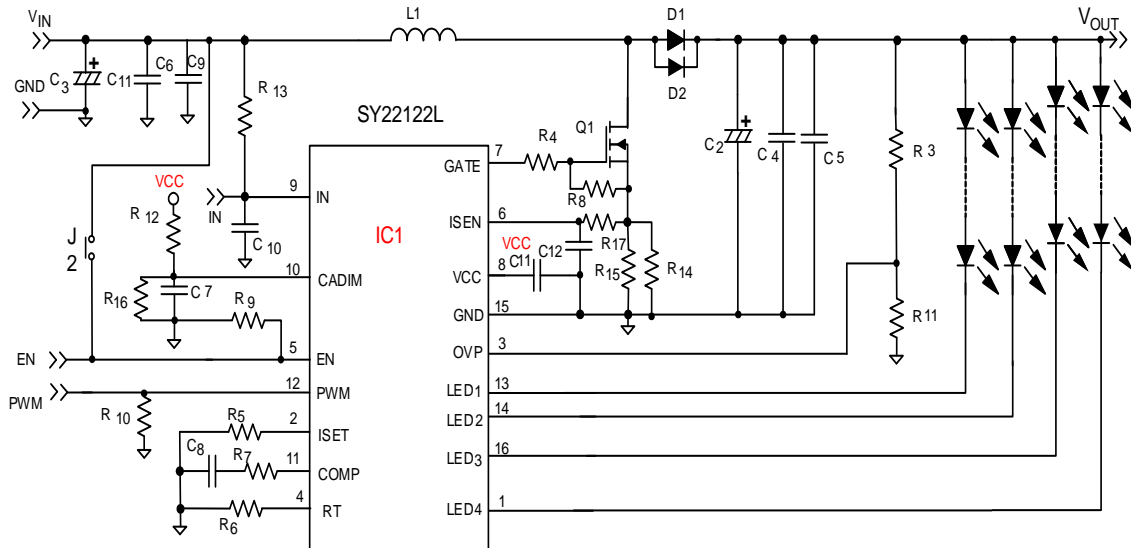 V IN
L1
D1
V OUT
D2
C 3
+
C11
C6
C9
GND
R 13
SY22122L
Q1
R4
7
GATE
+
C2
C 4
C 5
R 3
VCC
IN
9
IN
R8
R 12
C 10
IC1
6
ISEN
J
2
VCC
C11
C12
R17
10
CADIM
8
VCC
R15
R 14
R16
C 7
R 9
15
GND
R 11
EN
5
EN
3
OVP
PWM
12
PWM
13
LED1
R 10
R5
2
ISET
14
LED2
C8
R7
11
COMP
16
LED3
R6
4
RT
1
LED4